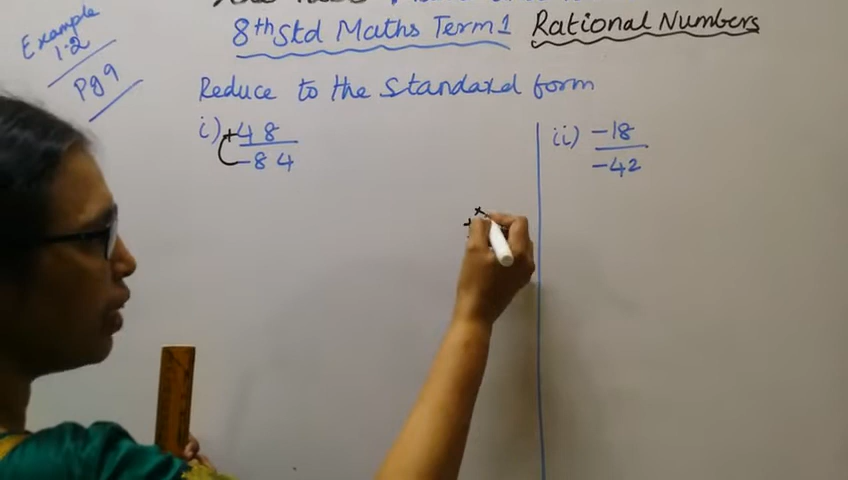 8th Std Maths Term 1 Rational Numbers
Example
1.2
Pg 9
Reduce to the standard form
i) +48
-84
ii) -18
-42
+
+